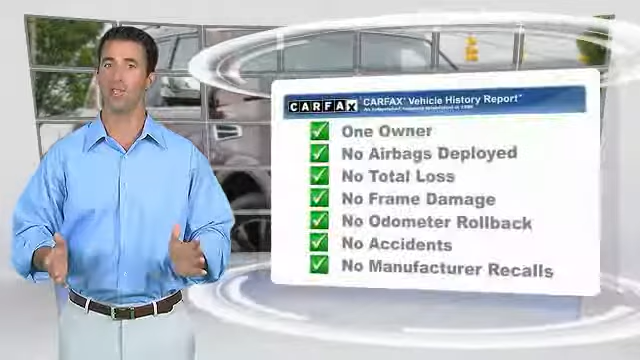 CARFAX CARFAX Vehicle History Report™
One Owner
No Airbags Deployed
No Total Loss
No Frame Damage
No Odometer Rollback
No Accidents
No Manufacturer Recalls